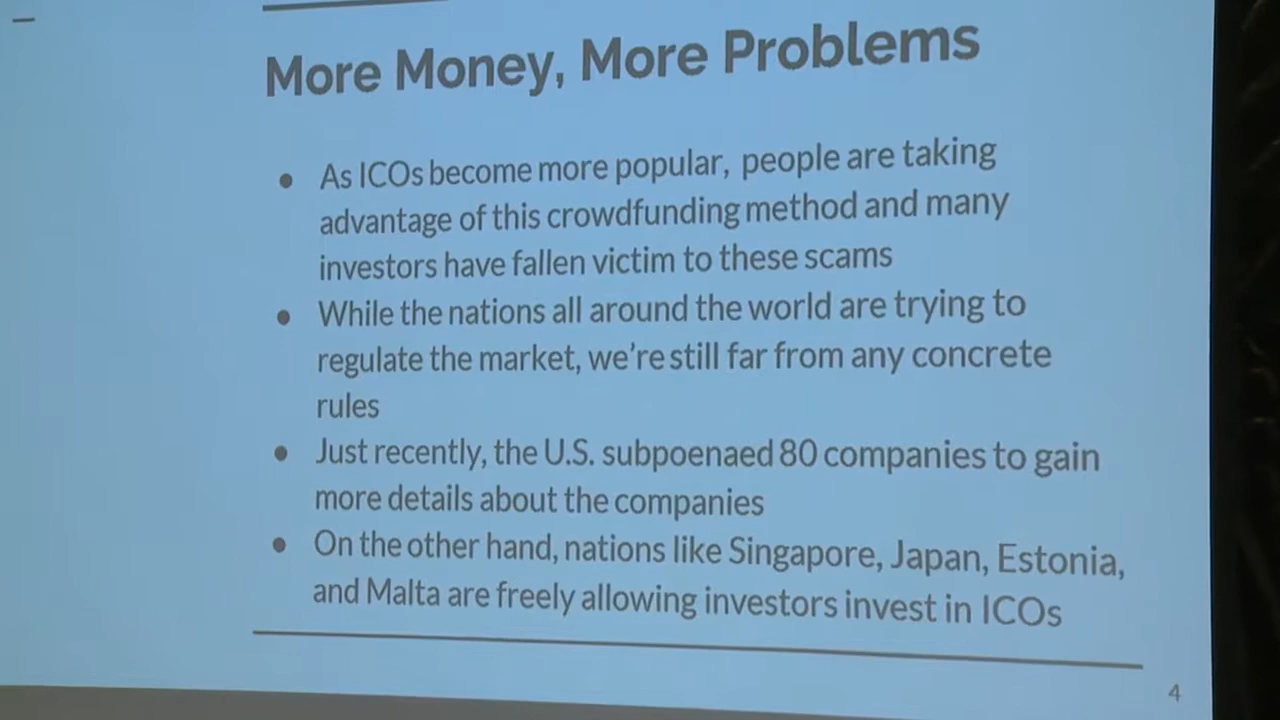 More Money, More Problems
● As ICOs become more popular, people are taking
advantage of this crowdfunding method and many
investors have fallen victim to these scams
● While the nations all around the world are trying to
regulate the market, we're still far from any concrete
rules
● Just recently, the U.S. subpoenaed 80 companies to gain
more details about the companies
● On the other hand, nations like Singapore, Japan, Estonia,
and Malta are freely allowing investors invest in ICOs
4